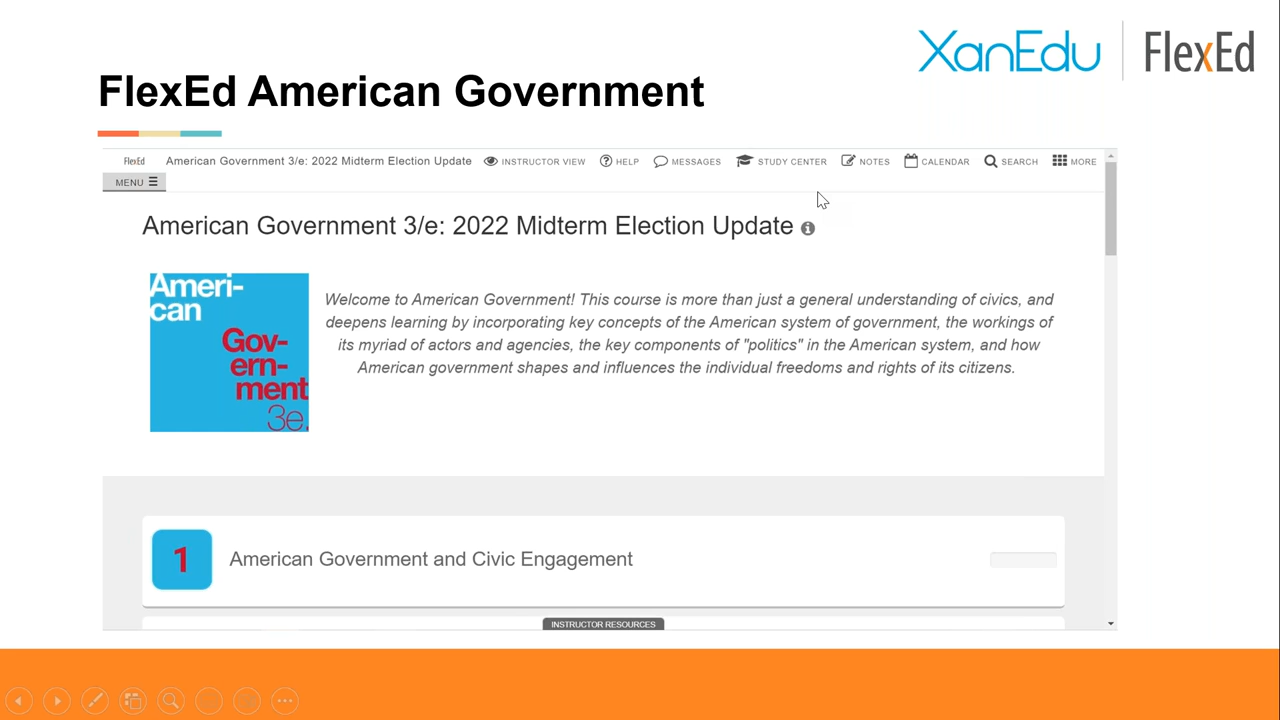 XanEdu FlexEd
FlexEd American Government
FlexEd American Government 3/e: 2022 Midterm Election Update INSTRUCTOR VIEW HELP MESSAGES STUDY CENTER NOTES CALENDAR SEARCH MORE
MENU
American Government 3/e: 2022 Midterm Election Update
Ameri-
can
Gov-
ern-
ment
3e.
Welcome to American Government! This course is more than just a general understanding of civics, and
deepens learning by incorporating key concepts of the American system of government, the workings of
its myriad of actors and agencies, the key components of "politics" in the American system, and how
American government shapes and influences the individual freedoms and rights of its citizens.
1 American Government and Civic Engagement
INSTRUCTOR RESOURCES